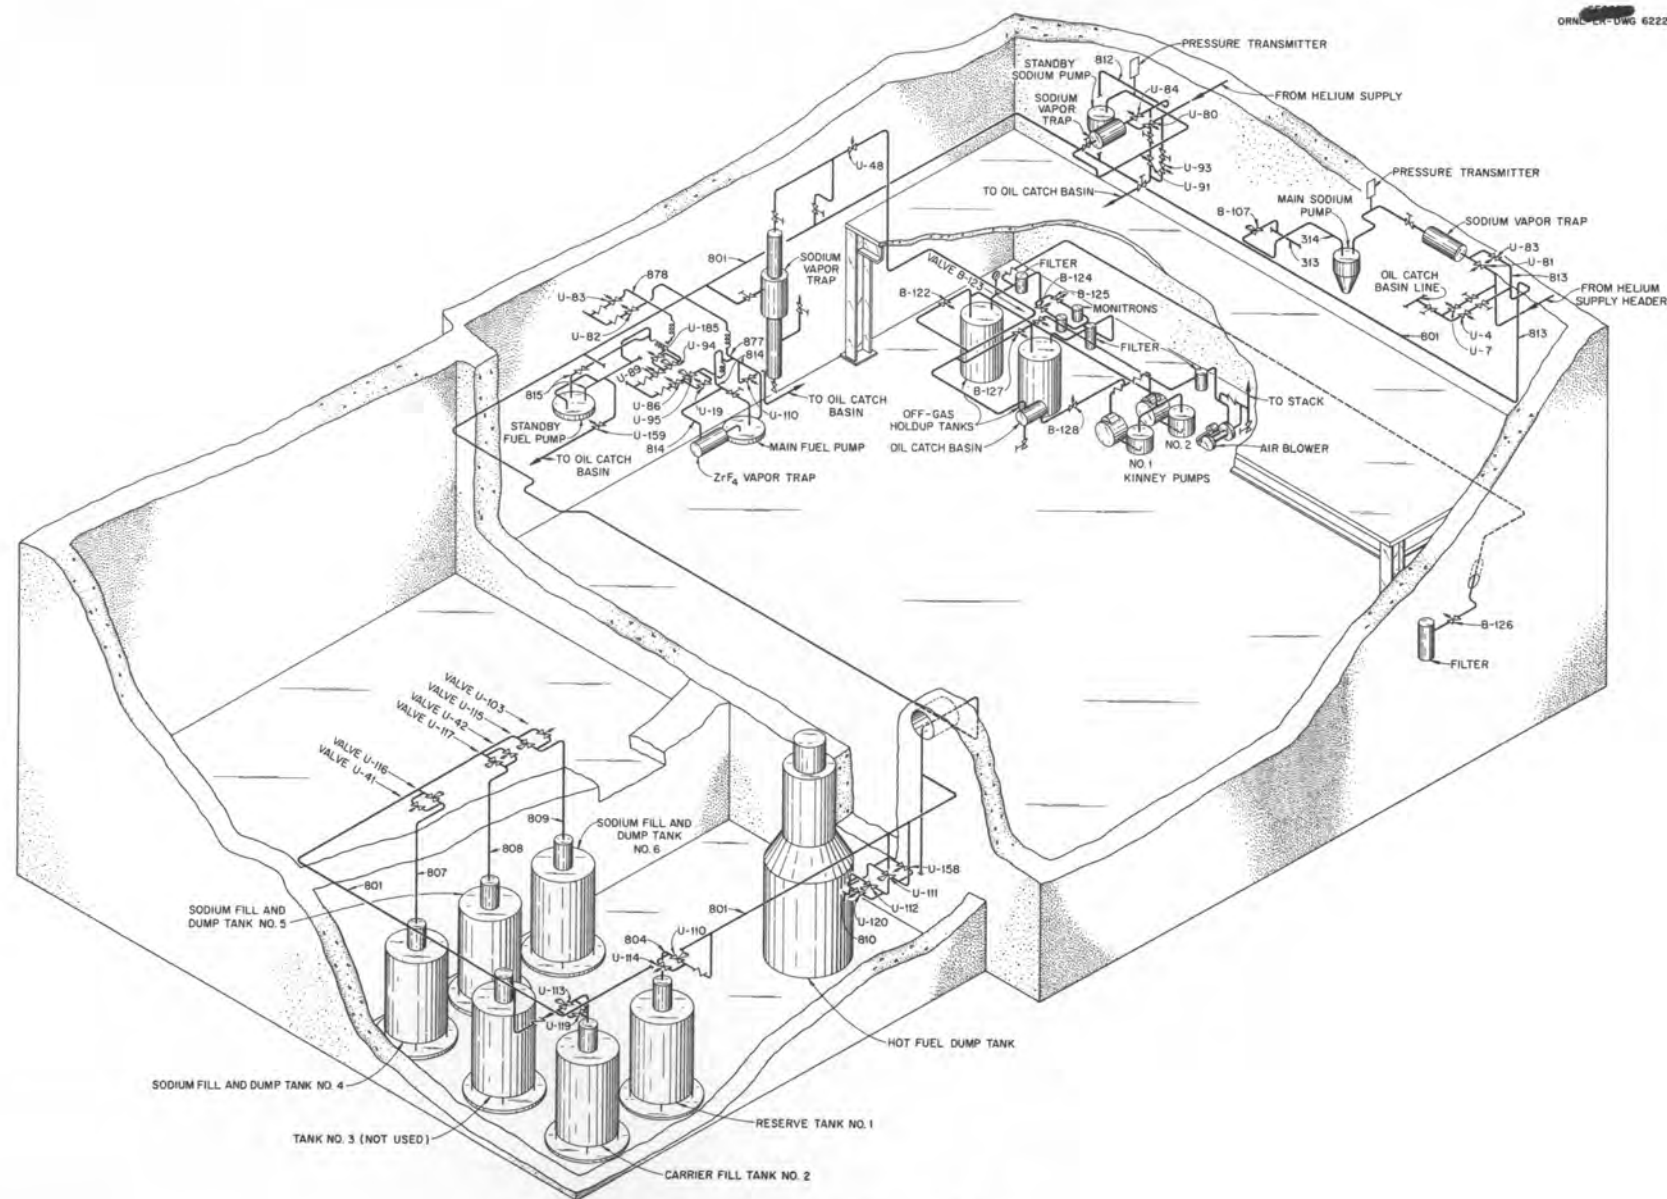 ORNL-LR-DWG 6222
PRESSURE TRANSMITTER
812
STANDBY
SODIUM PUMP
U-84
FROM HELIUM SUPPLY
SODIUM
VAPOR
TRAP
U-80
U-48
U-93
U-91
TO OIL CATCH BASIN
PRESSURE TRANSMITTER
MAIN SODIUM
PUMP
B-107
314
313
SODIUM VAPOR TRAP
U-83
U-81
813
OIL CATCH
BASIN LINE
FROM HELIUM
SUPPLY HEADER
U-4
U-7
801
813
801
SODIUM
VAPOR
TRAP
878
U-83
U-82
U-185
U-94
877
814
U-89
815
U-86
U-95
U-19
U-110
814
STANDBY
FUEL PUMP
U-159
TO OIL CATCH
BASIN
TO OIL CATCH
BASIN
MAIN FUEL PUMP
ZrF4 VAPOR TRAP
VALVE B-123
FILTER
B-124
B-125
B-122
MONITRONS
FILTER
B-127
OFF-GAS
HOLDUP TANKS
OIL CATCH BASIN
B-128
TO STACK
NO. 2
AIR BLOWER
NO. 1
KINNEY PUMPS
B-126
FILTER
VALVE U-103
VALVE U-115
VALVE U-42
VALVE U-117
VALVE U-116
VALVE U-41
809
SODIUM FILL AND
DUMP TANK
NO. 6
808
807
801
SODIUM FILL AND
DUMP TANK NO. 5
U-158
U-111
U-112
U-120
810
801
804
U-110
U-114
U-113
U-119
HOT FUEL DUMP TANK
SODIUM FILL AND DUMP TANK NO. 4
RESERVE TANK NO. 1
TANK NO. 3 (NOT USED)
CARRIER FILL TANK NO. 2